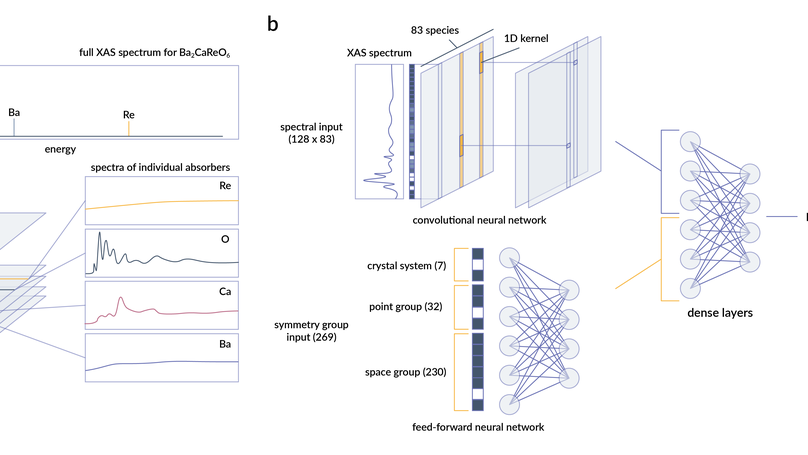 full XAS spectrum for Ba₂CaReO₆
Ba
Re
energy
spectra of individual absorbers
Re
O
Ca
Ba
b
83 species
1D kernel
XAS spectrum
spectral input
(128 x 83)
convolutional neural network
crystal system (7)
point group (32)
symmetry group
input (269)
space group (230)
feed-forward neural network
dense layers